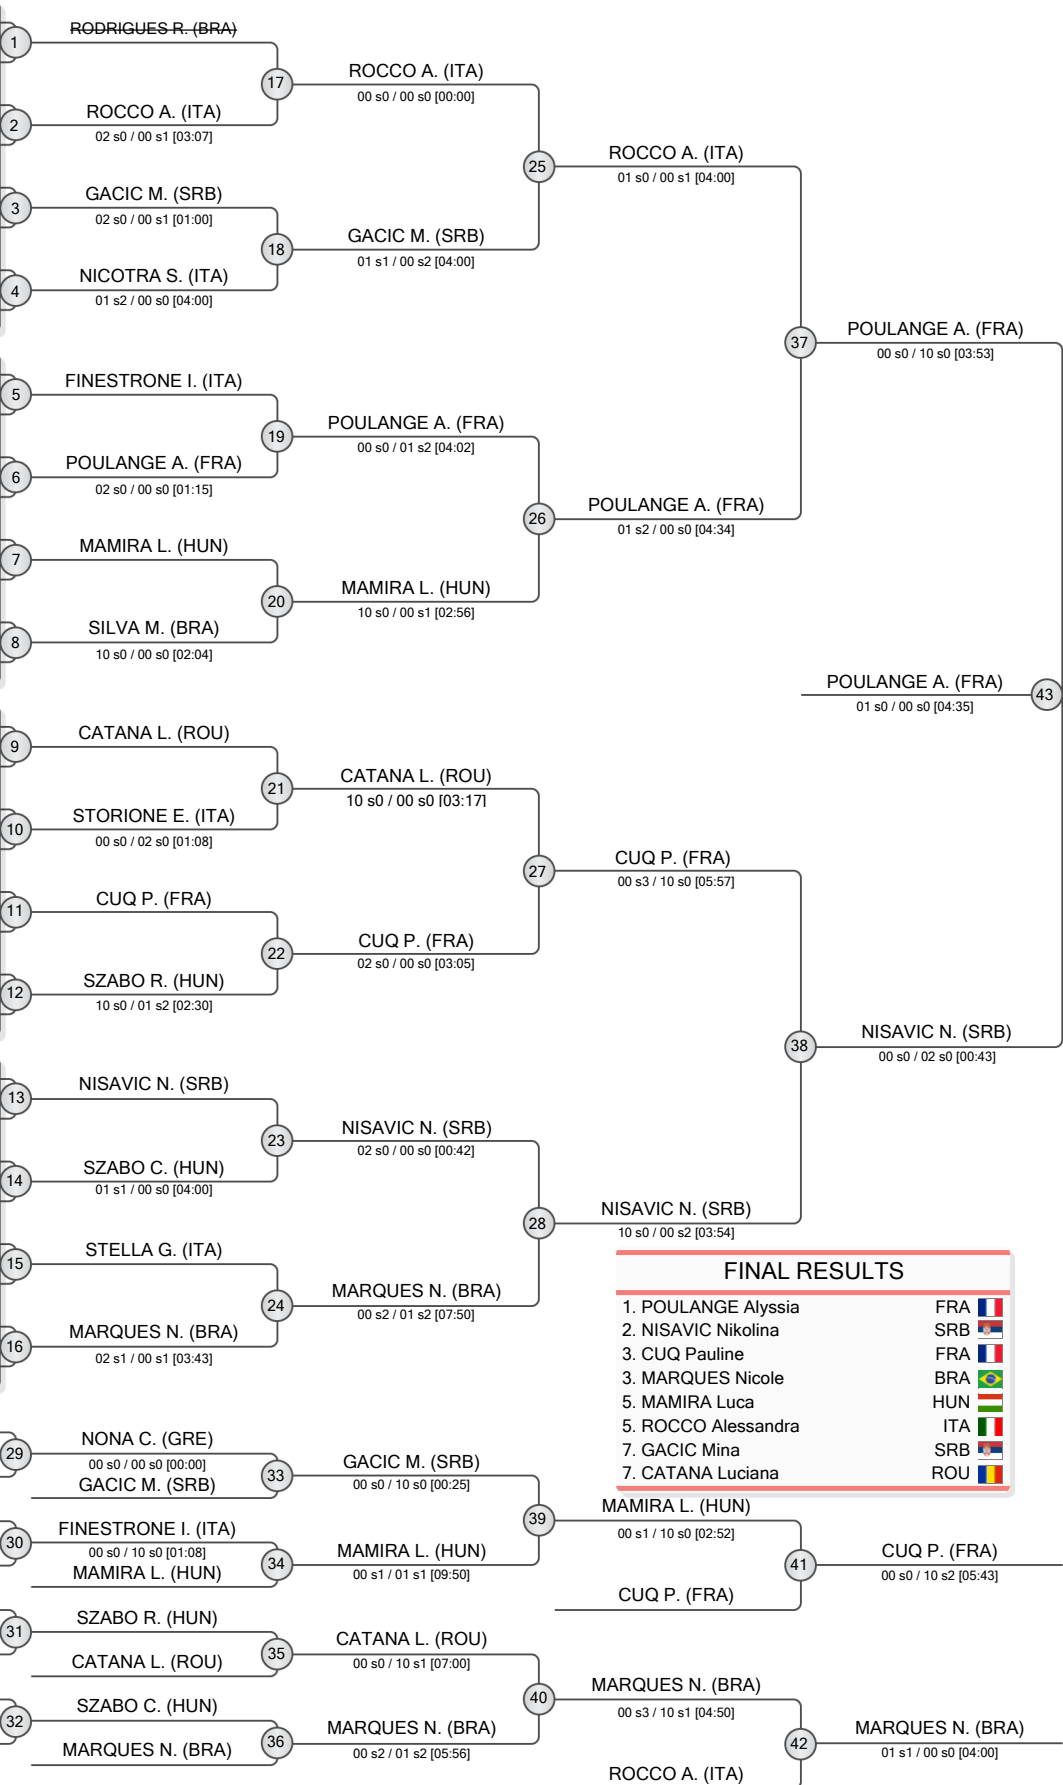 RODRIGUES R. (BRA)
1
17
ROCCO A. (ITA)
00 s0 / 00 s0 [00:00]
ROCCO A. (ITA)
2
02 s0 / 00 s1 [03:07]
25
ROCCO A. (ITA)
01 s0 / 00 s1 [04:00]
GACIC M. (SRB)
3
02 s0 / 00 s1 [01:00]
18
GACIC M. (SRB)
01 s1 / 00 s2 [04:00]
NICOTRA S. (ITA)
4
01 s2 / 00 s0 [04:00]
37
POULANGE A. (FRA)
00 s0 / 10 s0 [03:53]
FINESTRONE I. (ITA)
5
19
POULANGE A. (FRA)
00 s0 / 01 s2 [04:02]
POULANGE A. (FRA)
6
02 s0 / 00 s0 [01:15]
26
POULANGE A. (FRA)
01 s2 / 00 s0 [04:34]
MAMIRA L. (HUN)
7
20
MAMIRA L. (HUN)
10 s0 / 00 s1 [02:56]
SILVA M. (BRA)
8
10 s0 / 00 s0 [02:04]
POULANGE A. (FRA)
43
01 s0 / 00 s0 [04:35]
CATANA L. (ROU)
9
21
CATANA L. (ROU)
10 s0 / 00 s0 [03:17]
STORIONE E. (ITA)
10
00 s0 / 02 s0 [01:08]
27
CUQ P. (FRA)
00 s3 / 10 s0 [05:57]
CUQ P. (FRA)
11
22
CUQ P. (FRA)
02 s0 / 00 s0 [03:05]
SZABO R. (HUN)
12
10 s0 / 01 s2 [02:30]
38
NISAVIC N. (SRB)
00 s0 / 02 s0 [00:43]
NISAVIC N. (SRB)
13
23
NISAVIC N. (SRB)
02 s0 / 00 s0 [00:42]
SZABO C. (HUN)
14
01 s1 / 00 s0 [04:00]
28
NISAVIC N. (SRB)
10 s0 / 00 s2 [03:54]
STELLA G. (ITA)
15
24
MARQUES N. (BRA)
00 s2 / 01 s2 [07:50]
MARQUES N. (BRA)
16
02 s1 / 00 s1 [03:43]
FINAL RESULTS
1. POULANGE Alyssia FRA
2. NISAVIC Nikolina SRB
3. CUQ Pauline FRA
3. MARQUES Nicole BRA
5. MAMIRA Luca HUN
5. ROCCO Alessandra ITA
7. GACIC Mina SRB
7. CATANA Luciana ROU
NONA C. (GRE)
29
00 s0 / 00 s0 [00:00]
GACIC M. (SRB)
33
GACIC M. (SRB)
00 s0 / 10 s0 [00:25]
39
MAMIRA L. (HUN)
00 s1 / 10 s0 [02:52]
FINESTRONE I. (ITA)
30
00 s0 / 10 s0 [01:08]
MAMIRA L. (HUN)
34
MAMIRA L. (HUN)
00 s1 / 01 s1 [09:50]
41
CUQ P. (FRA)
00 s0 / 10 s2 [05:43]
CUQ P. (FRA)
SZABO R. (HUN)
31
CATANA L. (ROU)
35
CATANA L. (ROU)
00 s0 / 10 s1 [07:00]
40
MARQUES N. (BRA)
00 s3 / 10 s1 [04:50]
SZABO C. (HUN)
32
MARQUES N. (BRA)
36
MARQUES N. (BRA)
00 s2 / 01 s2 [05:56]
42
MARQUES N. (BRA)
01 s1 / 00 s0 [04:00]
ROCCO A. (ITA)